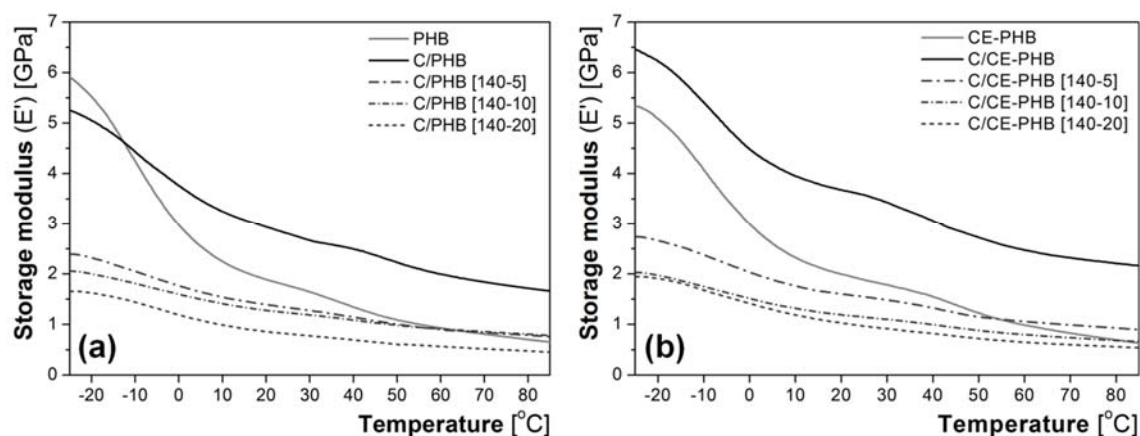 Storage modulus (E') [GPa]
7
6
5
4
3
2
1
0
PHB
C/PHB
C/PHB [140-5]
C/PHB [140-10]
C/PHB [140-20]
(a)
-20 -10 0 10 20 30 40 50 60 70 80
Temperature [°C]
Storage modulus (E') [GPa]
7
6
5
4
3
2
1
0
CE-PHB
C/CE-PHB
C/CE-PHB [140-5]
C/CE-PHB [140-10]
C/CE-PHB [140-20]
(b)
-20 -10 0 10 20 30 40 50 60 70 80
Temperature [°C]